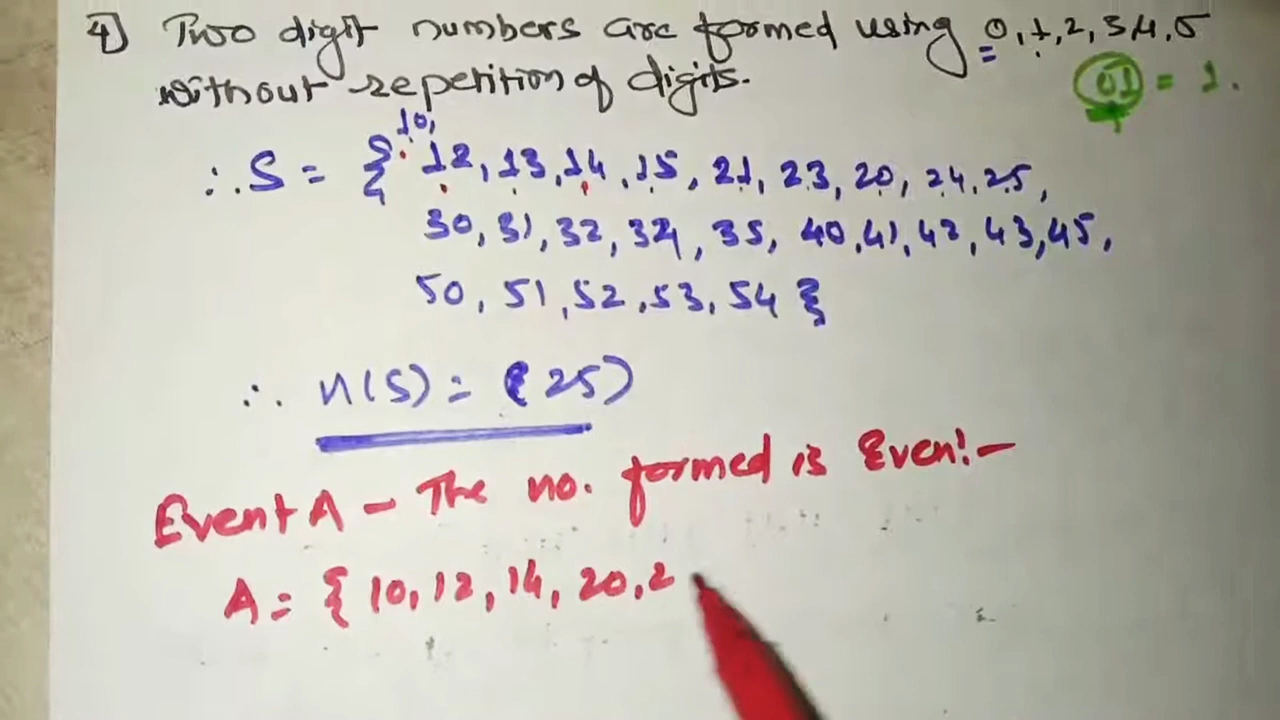 4] Two digit numbers are formed using 0,1,2,3,4,5
without repetition of digits.
01 = 1.
10,
∴ S = { 12, 13, 14, 15, 21, 23, 20, 24, 25,
30, 31, 32, 34, 35, 40, 41, 42, 43, 45,
50, 51, 52, 53, 54 }
∴ n(S) = (25)
Event A - The no. formed is Even:-
A = { 10, 12, 14, 20, 2